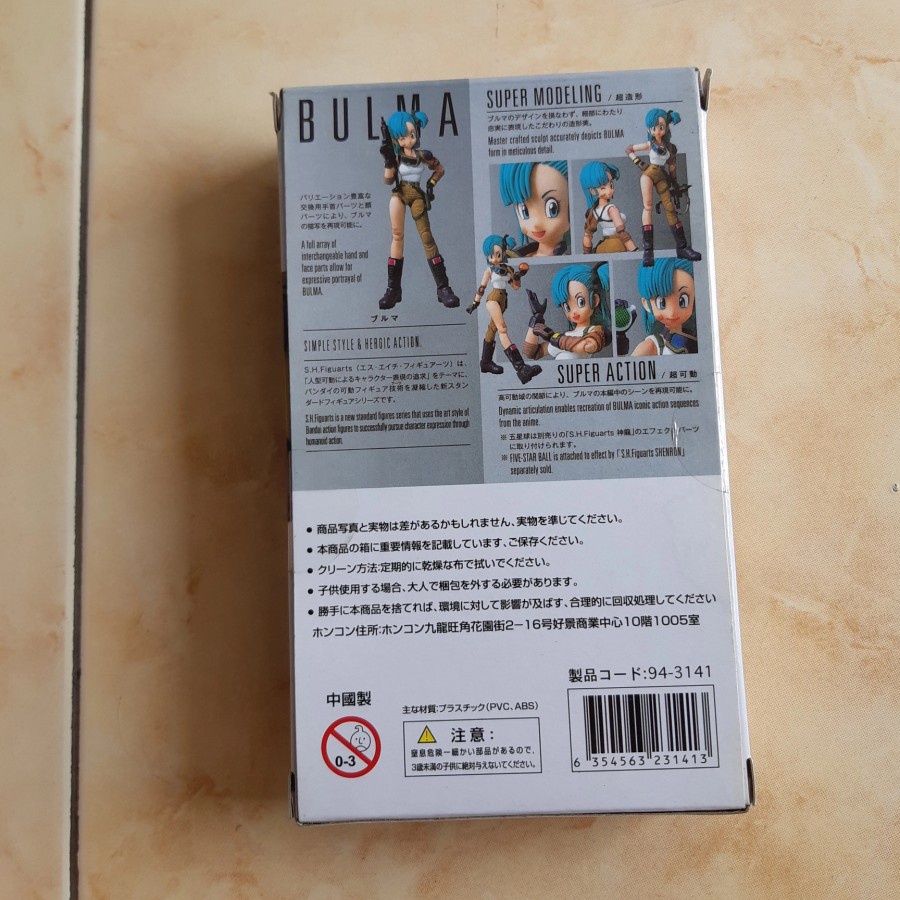 BULMA
バリエーション豊富な
交換用手首パーツと顔
パーツにより、ブルマ
の描写を再現可能に。
A full array of
interchangeable hand and
face parts allow for
expressive portrayal of
BULMA.
ブルマ
SIMPLE STYLE & HEROIC ACTION.
S.H.Figuarts（エス・エイチ・フィギュアーツ）は、
「人型可動によるキャラクター表現の追求」をテーマに、
バンダイの可動フィギュア技術を凝縮した新スタン
ダードフィギュアシリーズです。
S.H.Figuarts is a new standard figures series that uses the art style of
Bandai action figures to successfully pursue character expression through
humanoid action.
SUPER MODELING / 超造形
ブルマのデザインを損なわず、細部にわたり
忠実に表現したこだわりの造形美。
Master crafted sculpt accurately depicts BULMA
form in meticulous detail.
SUPER ACTION / 超可動
高可動域の関節により、ブルマの本編中のシーンを再現可能に。
Dynamic articulation enables recreation of BULMA iconic action sequences
from the anime.
※ 五星球は別売りの「S.H.Figuarts 神龍」のエフェクトパーツ
に取り付けられます。
※ FIVE-STAR BALL is attached to effect by「S.H.Figuarts SHENRON」
separately sold.
● 商品写真と実物は差があるかもしれません、実物を準じてください。
● 本商品の箱に重要情報を記載しています、ご保存ください。
● クリーン方法:定期的に乾燥な布で拭いでください。
● 子供使用する場合、大人で梱包を外する必要があります。
● 勝手に本商品を捨てれば、環境に対して影響が及ばす、合理的に回収処理してください
ホンコン住所:ホンコン九龍旺角花園街2-16号好景商業中心10階1005室
製品コード:94-3141
中國製
主な材質:プラスチック(PVC、ABS)
0-3
注意:
窒息危険―細かい部品があるので、
3歳未満の子供に絶対与えないてください。
6 354563 231413